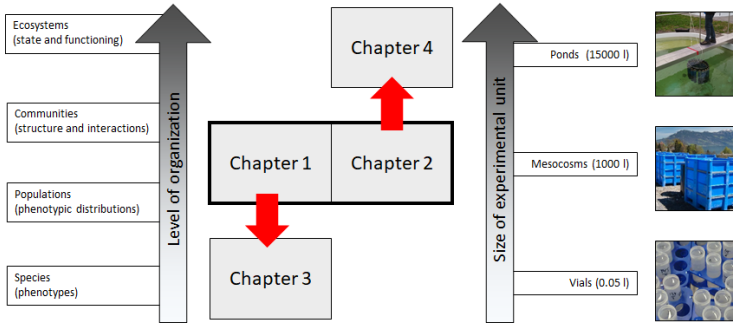 Ecosystems
(state and functioning)
Communities
(structure and interactions)
Populations
(phenotypic distributions)
Species
(phenotypes)
Level of organization
Chapter 4
Chapter 1
Chapter 2
Chapter 3
Size of experimental unit
Ponds (15000 l)
Mesocosms (1000 l)
Vials (0.05 l)